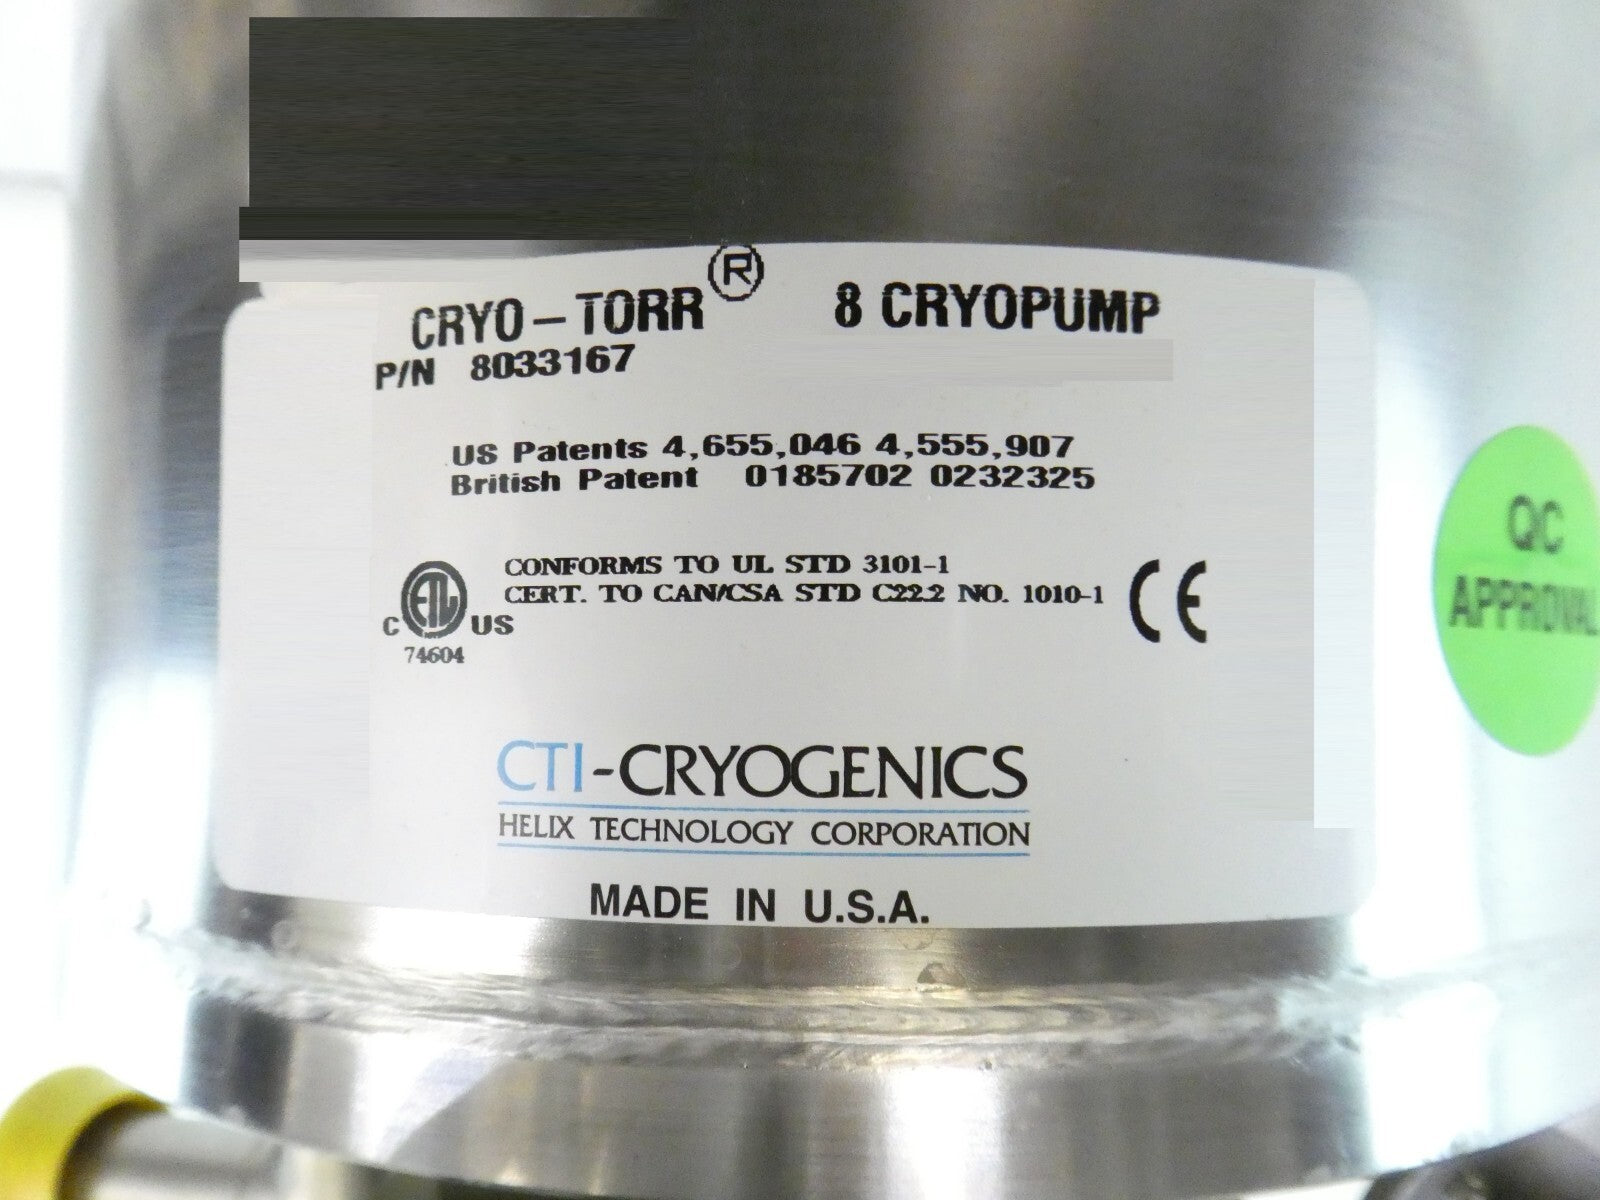 CRYO-TORR® 8 CRYOPUMP
P/N 8033167
US Patents 4,655,046 4,555,907
British Patent 0185702 0232325
CONFORMS TO UL STD 3101-1
CERT. TO CAN/CSA STD C22.2 NO. 1010-1
C ETL US
74604
CE
CTI-CRYOGENICS
HELIX TECHNOLOGY CORPORATION
MADE IN U.S.A.
QC
APPROVAL